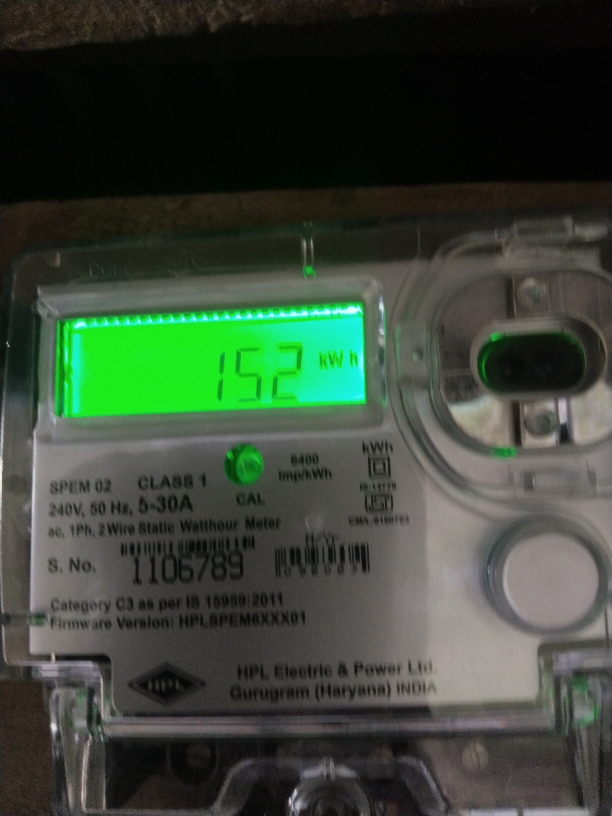 152 kWh
kWh
6400
imp/kWh
SPEM 02 CLASS 1
240V, 50 Hz, 5-30A
CAL
ac, 1Ph, 2 Wire Static Watthour Meter
S. No. 1106789
Category C3 as per IS 15959:2011
Firmware Version: HPLSPEM6XXX01
HPL
HPL Electric & Power Ltd.
Gurugram (Haryana) INDIA